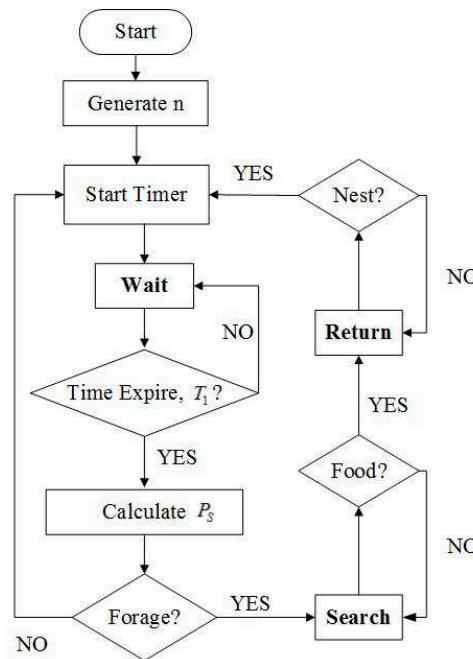 Start
Generate n
Start Timer
YES
Nest?
NO
Wait
NO
Return
Time Expire, T1?
YES
YES
Food?
Calculate PS
NO
Forage?
YES
Search
NO